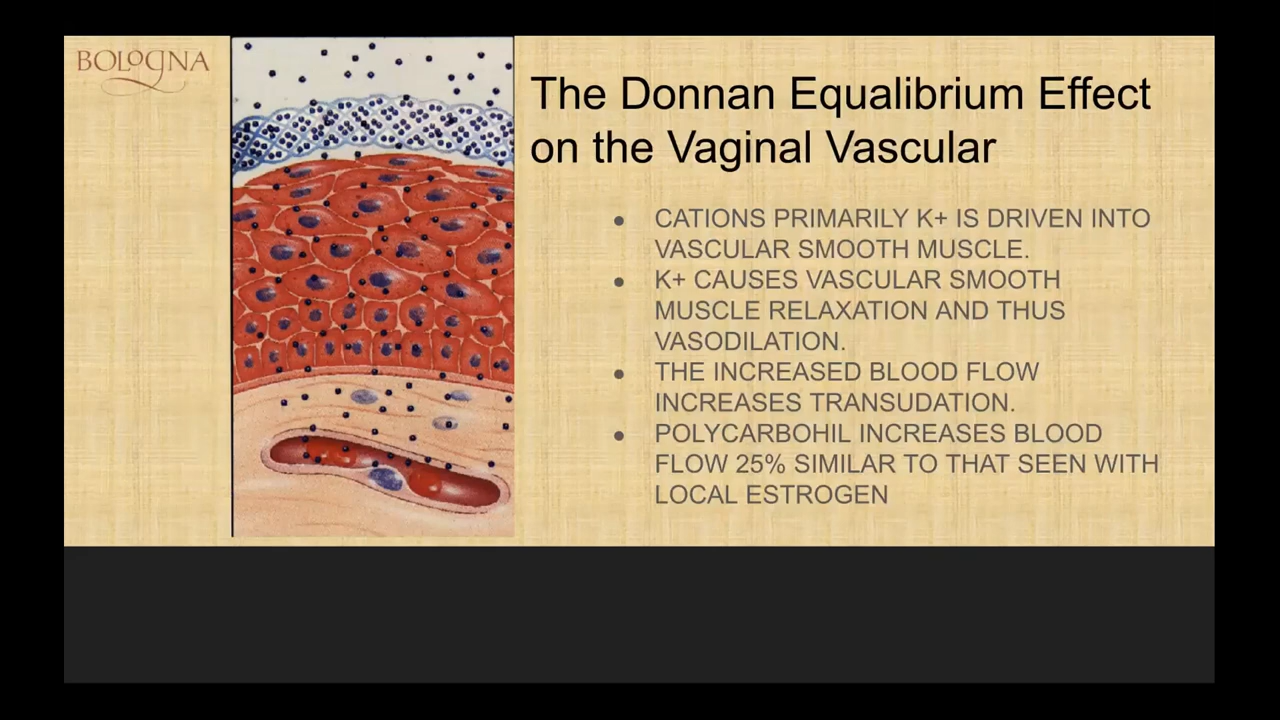 BOLOGNA
The Donnan Equalibrium Effect
on the Vaginal Vascular
● CATIONS PRIMARILY K+ IS DRIVEN INTO
VASCULAR SMOOTH MUSCLE.
● K+ CAUSES VASCULAR SMOOTH
MUSCLE RELAXATION AND THUS
VASODILATION.
● THE INCREASED BLOOD FLOW
INCREASES TRANSUDATION.
● POLYCARBOHIL INCREASES BLOOD
FLOW 25% SIMILAR TO THAT SEEN WITH
LOCAL ESTROGEN